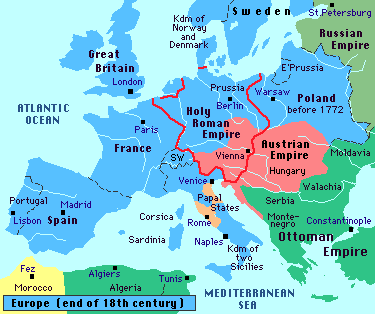 Sweden
St.Petersburg
Kdm of
Norway
and
Denmark
Russian
Empire
Great
Britain
London
E'Prussia
Prussia
Berlin
Warsaw
Poland
before 1772
ATLANTIC
OCEAN
Holy
Roman
Empire
Paris
France
Vienna
Austrian
Empire
Hungary
Moldavia
SW
Venice
Walachia
Portugal
Lisbon
Madrid
Spain
Corsica
Papal
States
Serbia
Monte-
negro
Constantinople
Rome
Sardinia
Naples
Kdm of
two
Sicilies
Ottoman
Empire
Fez
Morocco
Algiers
Algeria
Tunis
MEDITERRANEAN
SEA
Europe (end of 18th century)